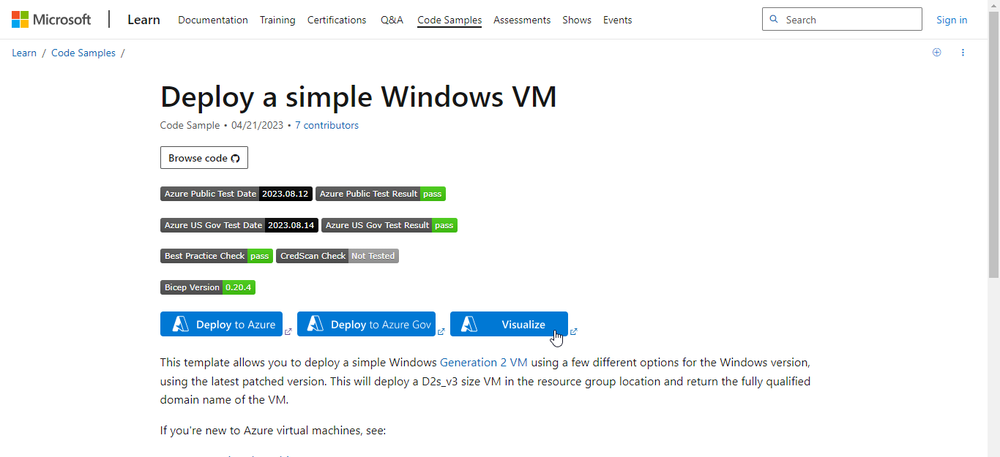 Microsoft Learn Documentation Training Certifications Q&A Code Samples Assessments Shows Events Search Sign in
Learn / Code Samples /
Deploy a simple Windows VM
Code Sample • 04/21/2023 • 7 contributors
Browse code
Azure Public Test Date 2023.08.12 Azure Public Test Result pass
Azure US Gov Test Date 2023.08.14 Azure US Gov Test Result pass
Best Practice Check pass CredScan Check Not Tested
Bicep Version 0.20.4
Deploy to Azure Deploy to Azure Gov Visualize
This template allows you to deploy a simple Windows Generation 2 VM using a few different options for the Windows version,
using the latest patched version. This will deploy a D2s_v3 size VM in the resource group location and return the fully qualified
domain name of the VM.
If you're new to Azure virtual machines, see: